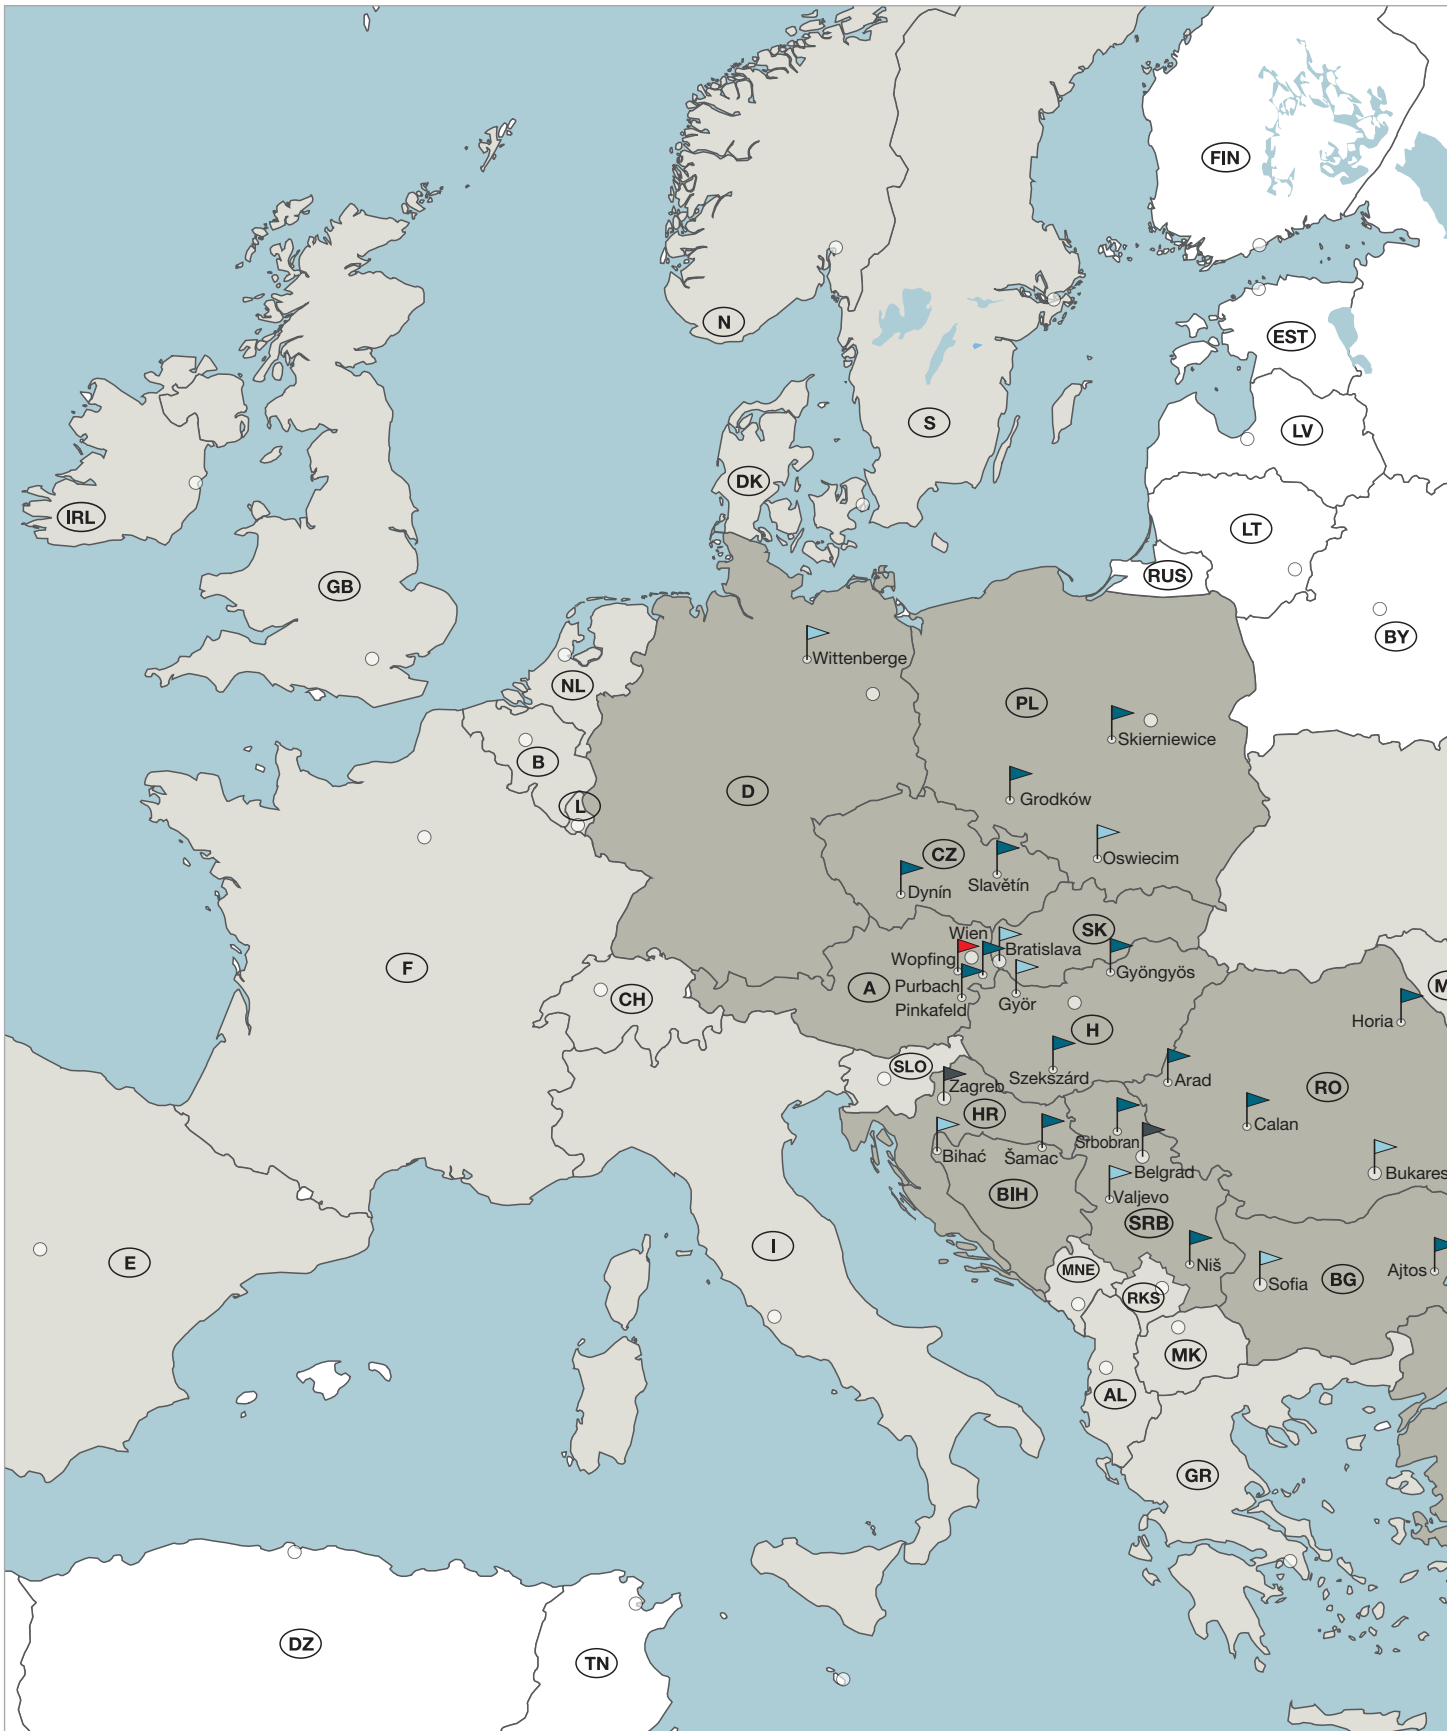 FIN
N
EST
S
LV
DK
IRL
LT
RUS
GB
BY
Wittenberge
NL
PL
Skierniewice
B
D
L
Grodków
CZ
Oswiecim
Slavětín
Dynín
SK
Wien
Bratislava
Wopfing
F
Gyöngyös
A
Purbach
M
CH
Györ
Pinkafeld
Horia
H
SLO
Szekszárd
Arad
Zagreb
RO
HR
Calan
Srbobran
Bihać
Šamac
Belgrad
Bukares
BIH
Valjevo
SRB
I
E
Niš
MNE
Ajtos
BG
Sofia
RKS
MK
AL
GR
DZ
TN